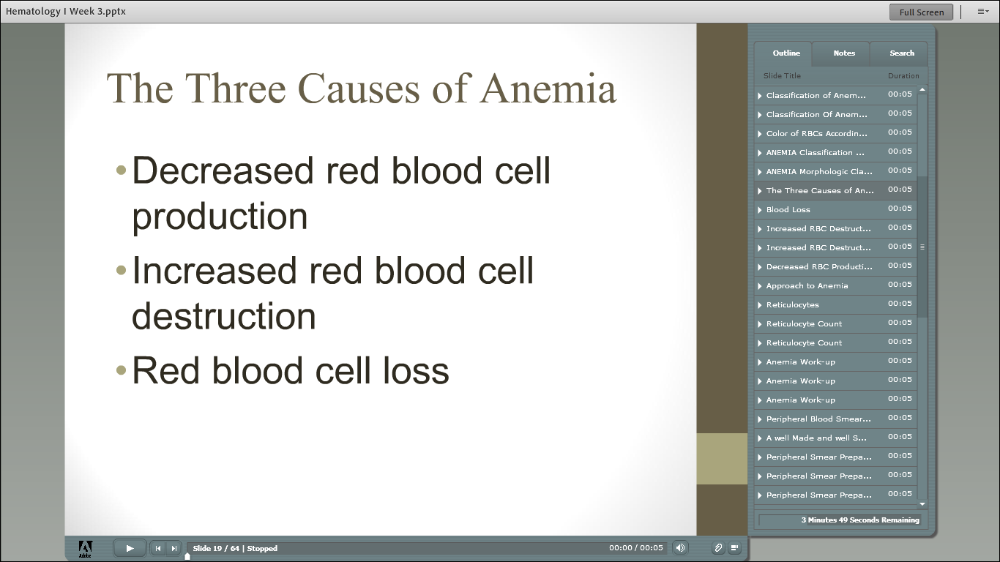 Hematology I Week 3.pptx
Full Screen
The Three Causes of Anemia
•Decreased red blood cell
production
•Increased red blood cell
destruction
•Red blood cell loss
Outline Notes Search
Slide Title Duration
Classification of Anem... 00:05
Classification Of Anem... 00:05
Color of RBCs Accordin... 00:05
ANEMIA Classification ... 00:05
ANEMIA Morphologic Cla... 00:05
The Three Causes of An... 00:05
Blood Loss 00:05
Increased RBC Destruct... 00:05
Increased RBC Destruct... 00:05
Decreased RBC Producti... 00:05
Approach to Anemia 00:05
Reticulocytes 00:05
Reticulocyte Count 00:05
Reticulocyte Count 00:05
Anemia Work-up 00:05
Anemia Work-up 00:05
Anemia Work-up 00:05
Peripheral Blood Smear... 00:05
A well Made and well S... 00:05
Peripheral Smear Prepa... 00:05
Peripheral Smear Prepa... 00:05
Peripheral Smear Prepa... 00:05
3 Minutes 49 Seconds Remaining
Adobe
Slide 19 / 64 | Stopped
00:00 / 00:05